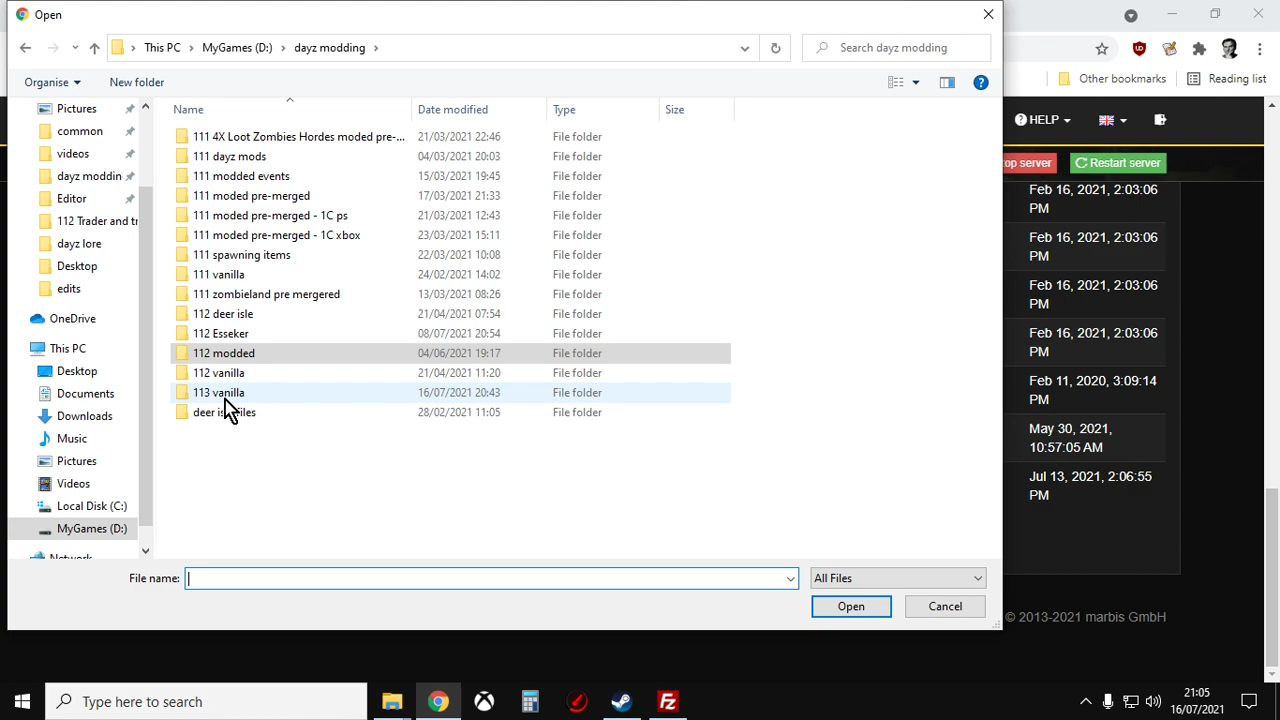 Open
This PC > MyGames (D:) > dayz modding >
Search dayz modding
Organise
New folder
Other bookmarks
Reading list
Name
Date modified
Type
Size
Pictures
common
videos
dayz moddin
Editor
112 Trader and tr
dayz lore
Desktop
edits
OneDrive
This PC
Desktop
Documents
Downloads
Music
Pictures
Videos
Local Disk (C:)
MyGames (D:)
111 4X Loot Zombies Hordes moded pre-... 21/03/2021 22:46 File folder
111 dayz mods 04/03/2021 20:03 File folder
111 modded events 15/03/2021 19:45 File folder
111 moded pre-merged 17/03/2021 21:33 File folder
111 moded pre-merged - 1C ps 21/03/2021 12:43 File folder
111 moded pre-merged - 1C xbox 23/03/2021 15:11 File folder
111 spawning items 22/03/2021 10:08 File folder
111 vanilla 24/02/2021 14:02 File folder
111 zombieland pre mergered 13/03/2021 08:26 File folder
112 deer isle 21/04/2021 07:54 File folder
112 Esseker 08/07/2021 20:54 File folder
112 modded 04/06/2021 19:17 File folder
112 vanilla 21/04/2021 11:20 File folder
113 vanilla 16/07/2021 20:43 File folder
deer is files 28/02/2021 11:05 File folder
HELP
op server
Restart server
Feb 16, 2021, 2:03:06
PM
Feb 16, 2021, 2:03:06
PM
Feb 16, 2021, 2:03:06
PM
Feb 16, 2021, 2:03:06
PM
Feb 11, 2020, 3:09:14
PM
May 30, 2021,
10:57:05 AM
Jul 13, 2021, 2:06:55
PM
File name:
All Files
Open
Cancel
© 2013-2021 marbis GmbH
Type here to search
21:05
16/07/2021